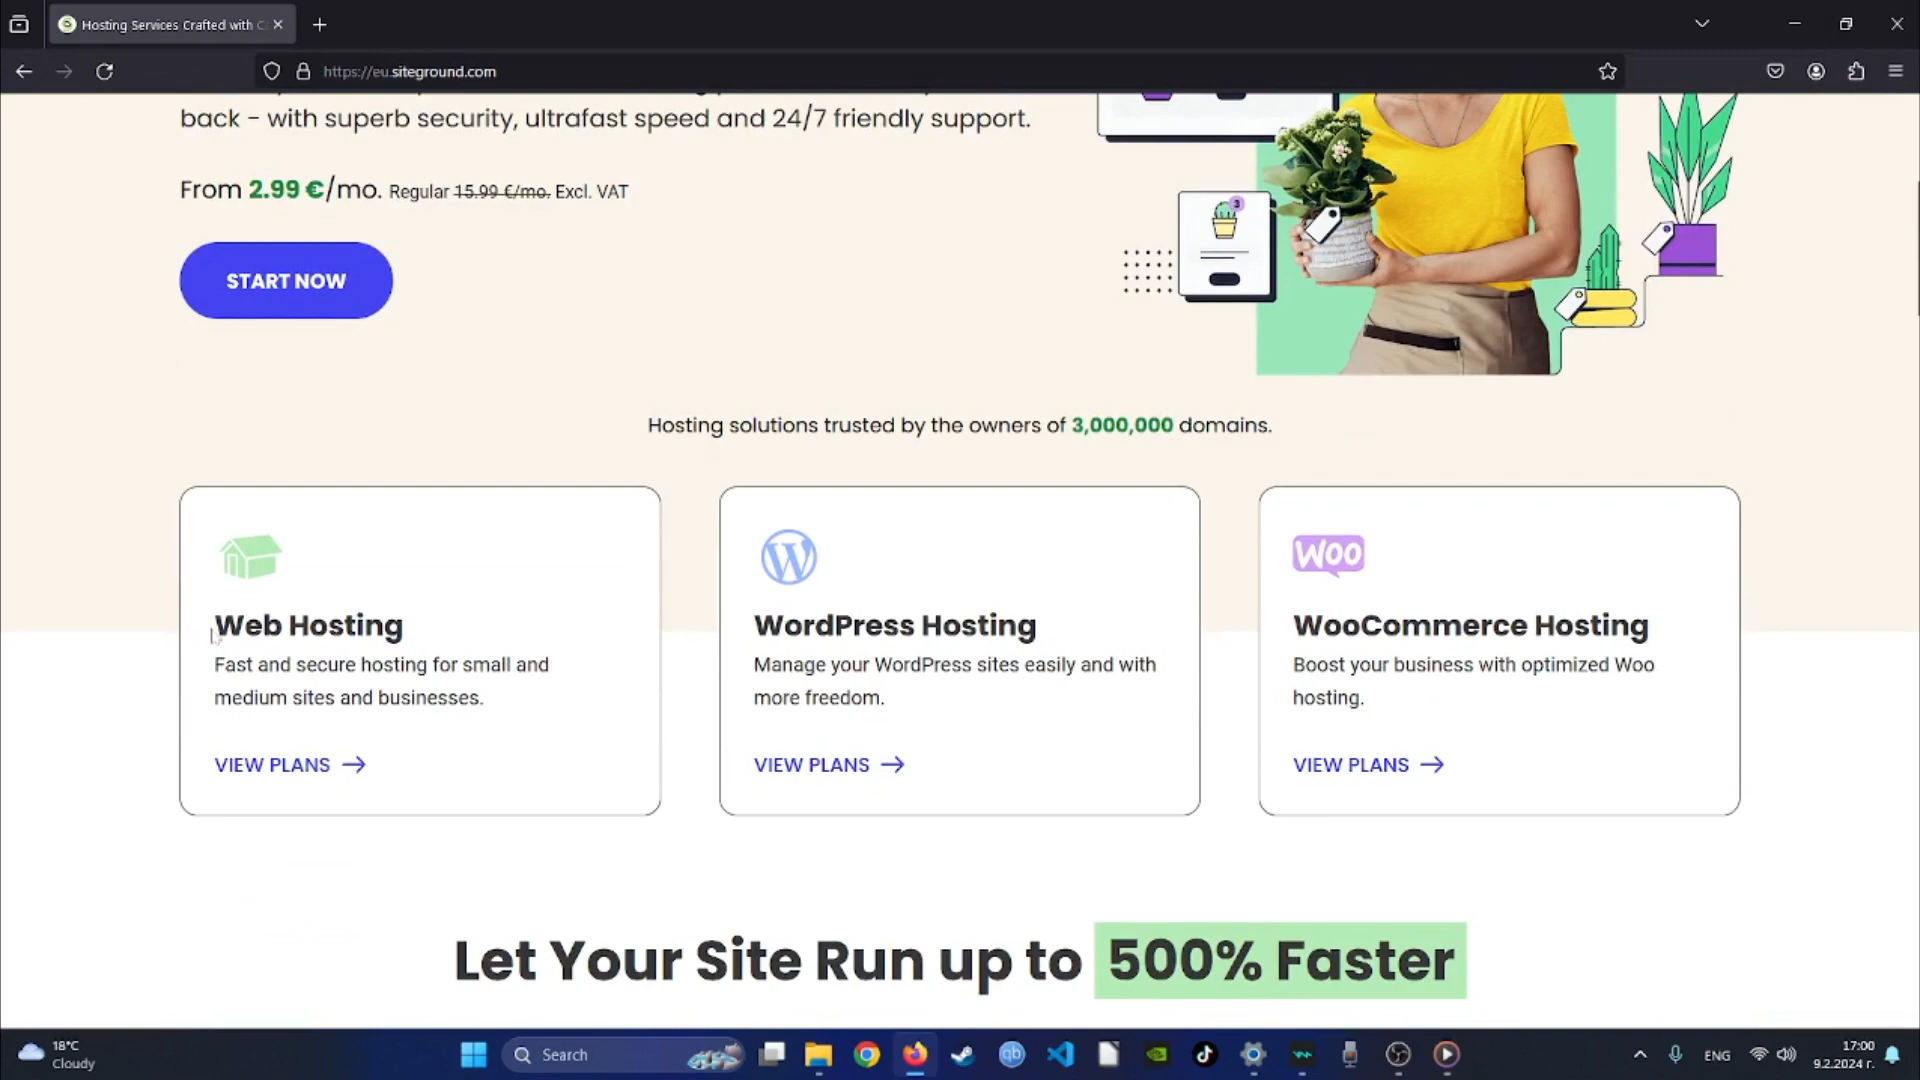 Hosting Services Crafted with C
https://eu.siteground.com
back - with superb security, ultrafast speed and 24/7 friendly support.
From 2.99 €/mo. Regular 15.99 €/mo. Excl. VAT
START NOW
3
Hosting solutions trusted by the owners of 3,000,000 domains.
Web Hosting
Fast and secure hosting for small and
medium sites and businesses.
VIEW PLANS
WordPress Hosting
Manage your WordPress sites easily and with
more freedom.
VIEW PLANS
Woo
WooCommerce Hosting
Boost your business with optimized Woo
hosting.
VIEW PLANS
Let Your Site Run up to 500% Faster
18°C
Cloudy
Search
qb
ENG
17:00
9.2.2024 г.